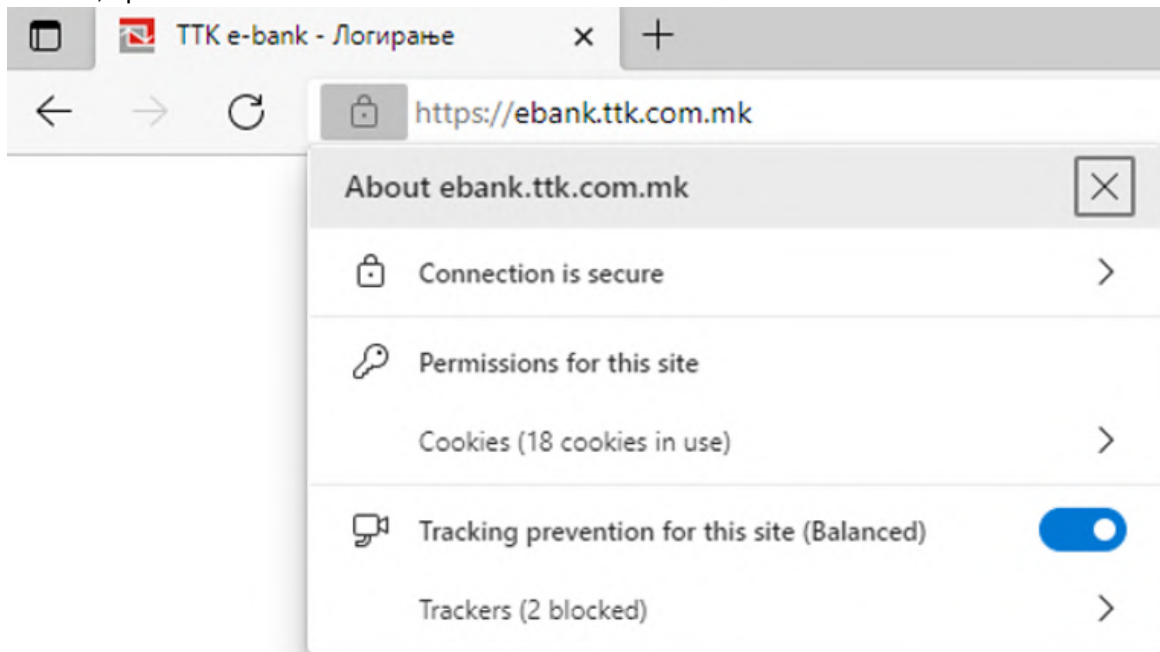 TTK e-bank - Логирање
https://ebank.ttk.com.mk
About ebank.ttk.com.mk
Connection is secure
Permissions for this site
Cookies (18 cookies in use)
Tracking prevention for this site (Balanced)
Trackers (2 blocked)